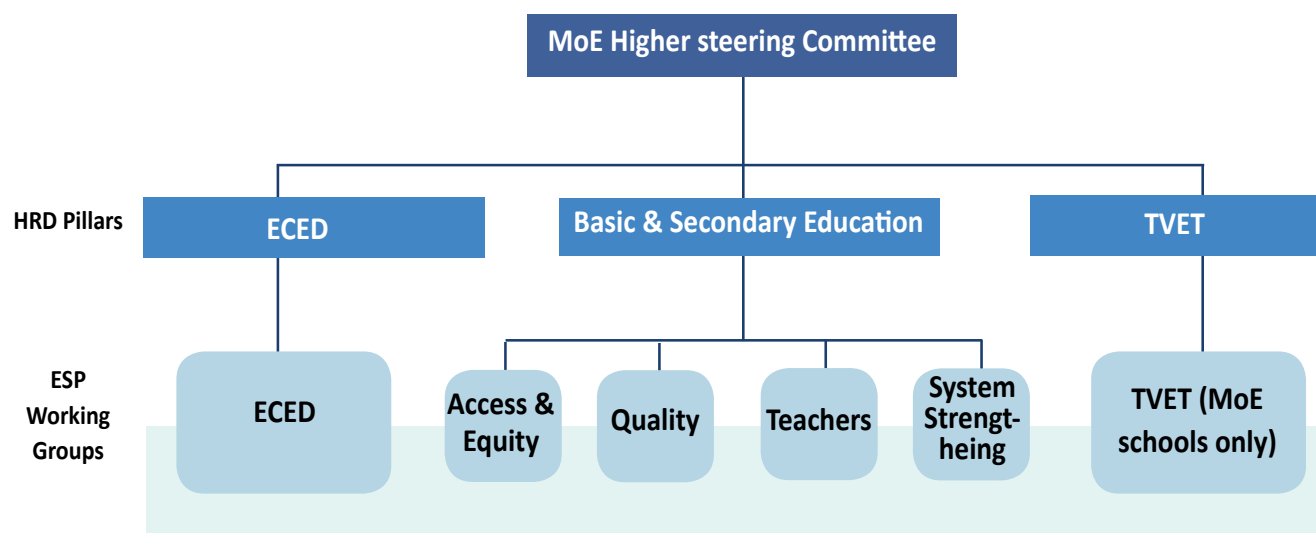 MoE Higher steering Committee
HRD Pillars
ECED
Basic & Secondary Education
TVET
ESP
Working
Groups
ECED
Access &
Equity
Quality
Teachers
System
Strengt-
heing
TVET (MoE
schools only)